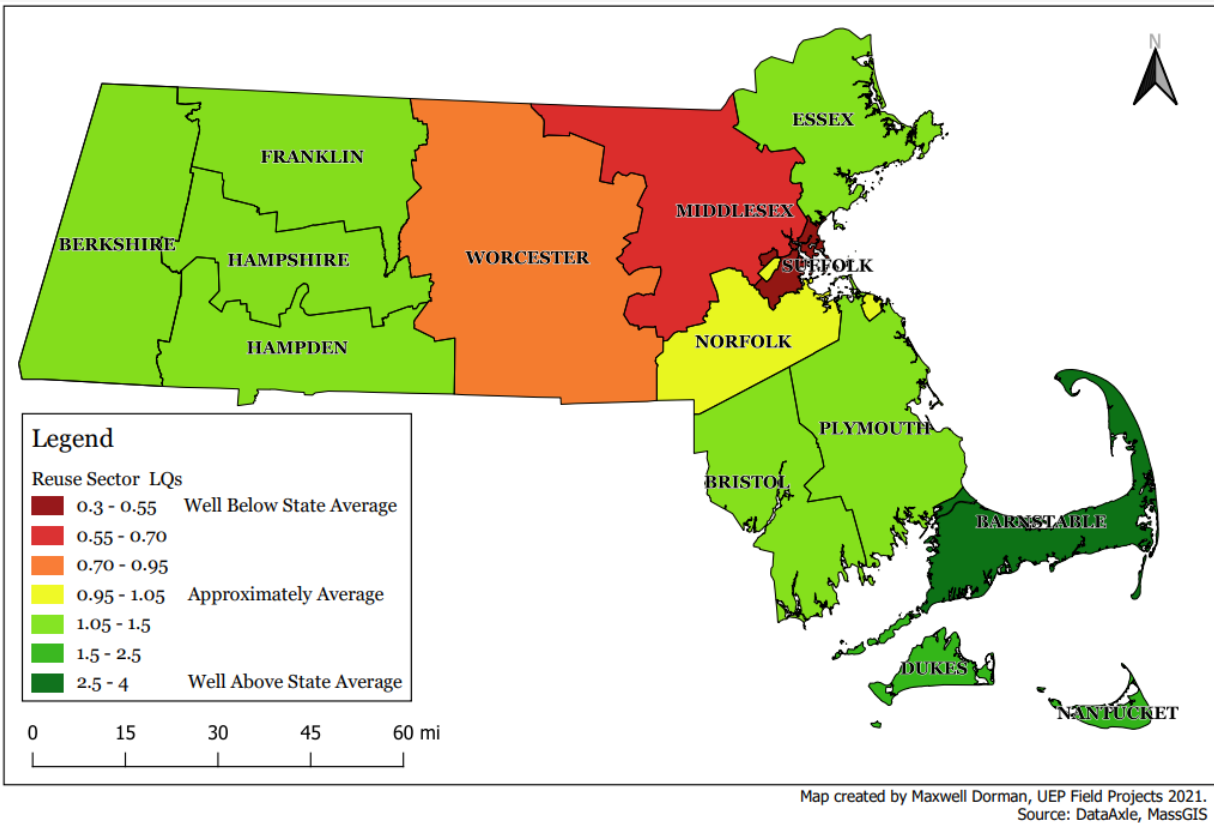 N
ESSEX
FRANKLIN
MIDDLESEX
BERKSHIRE
HAMPSHIRE
WORCESTER
SUFFOLK
NORFOLK
HAMPDEN
PLYMOUTH
BRISTOL
BARNSTABLE
DUKES
NANTUCKET
Legend
Reuse Sector LQs
0.3 - 0.55 Well Below State Average
0.55 - 0.70
0.70 - 0.95
0.95 - 1.05 Approximately Average
1.05 - 1.5
1.5 - 2.5
2.5 - 4 Well Above State Average
0 15 30 45 60 mi
Map created by Maxwell Dorman, UEP Field Projects 2021.
Source: DataAxle, MassGIS